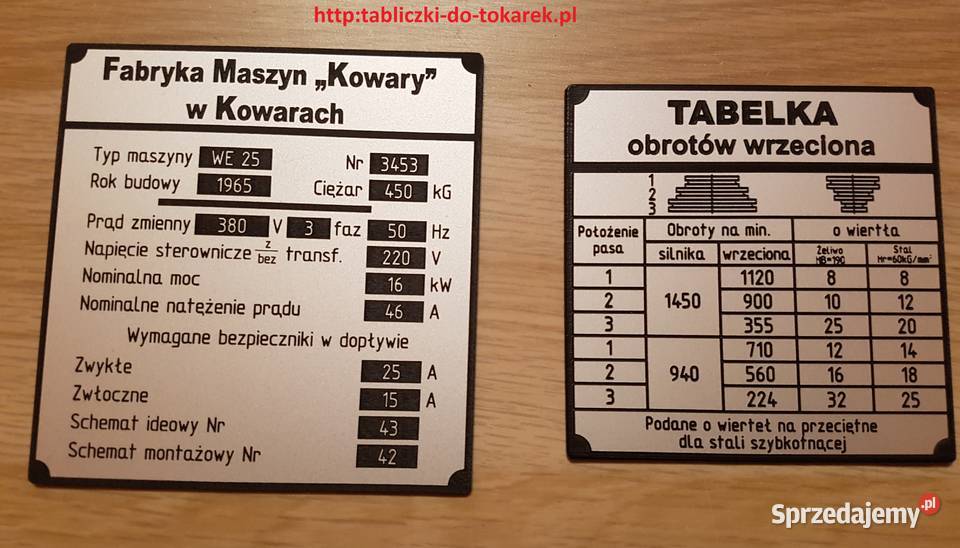 http:tabliczki-do-tokarek.pl
Fabryka Maszyn „Kowary”
w Kowarach
Typ maszyny WE 25 Nr 3453
Rok budowy 1965 Ciężar 450 kG
Prąd zmienny 380 V 3 faz 50 Hz
Napięcie sterownicze z/bez transf. 220 V
Nominalna moc 16 kW
Nominalne natężenie prądu 46 A
Wymagane bezpieczniki w dopływie
Zwykłe 25 A
Zwłoczne 15 A
Schemat ideowy Nr 43
Schemat montażowy Nr 42
TABELKA
obrotów wrzeciona
1
2
3
Położenie pasa Obroty na min. o wiertła
silnika wrzeciona Żeliwo HB=190 Stal Mr=60kG/mm²
1 1450 1120 8 8
2 900 10 12
3 355 25 20
1 940 710 12 14
2 560 16 18
3 224 32 25
Podane o wierteł na przeciętne
dla stali szybkotnącej
Sprzedajemy.pl